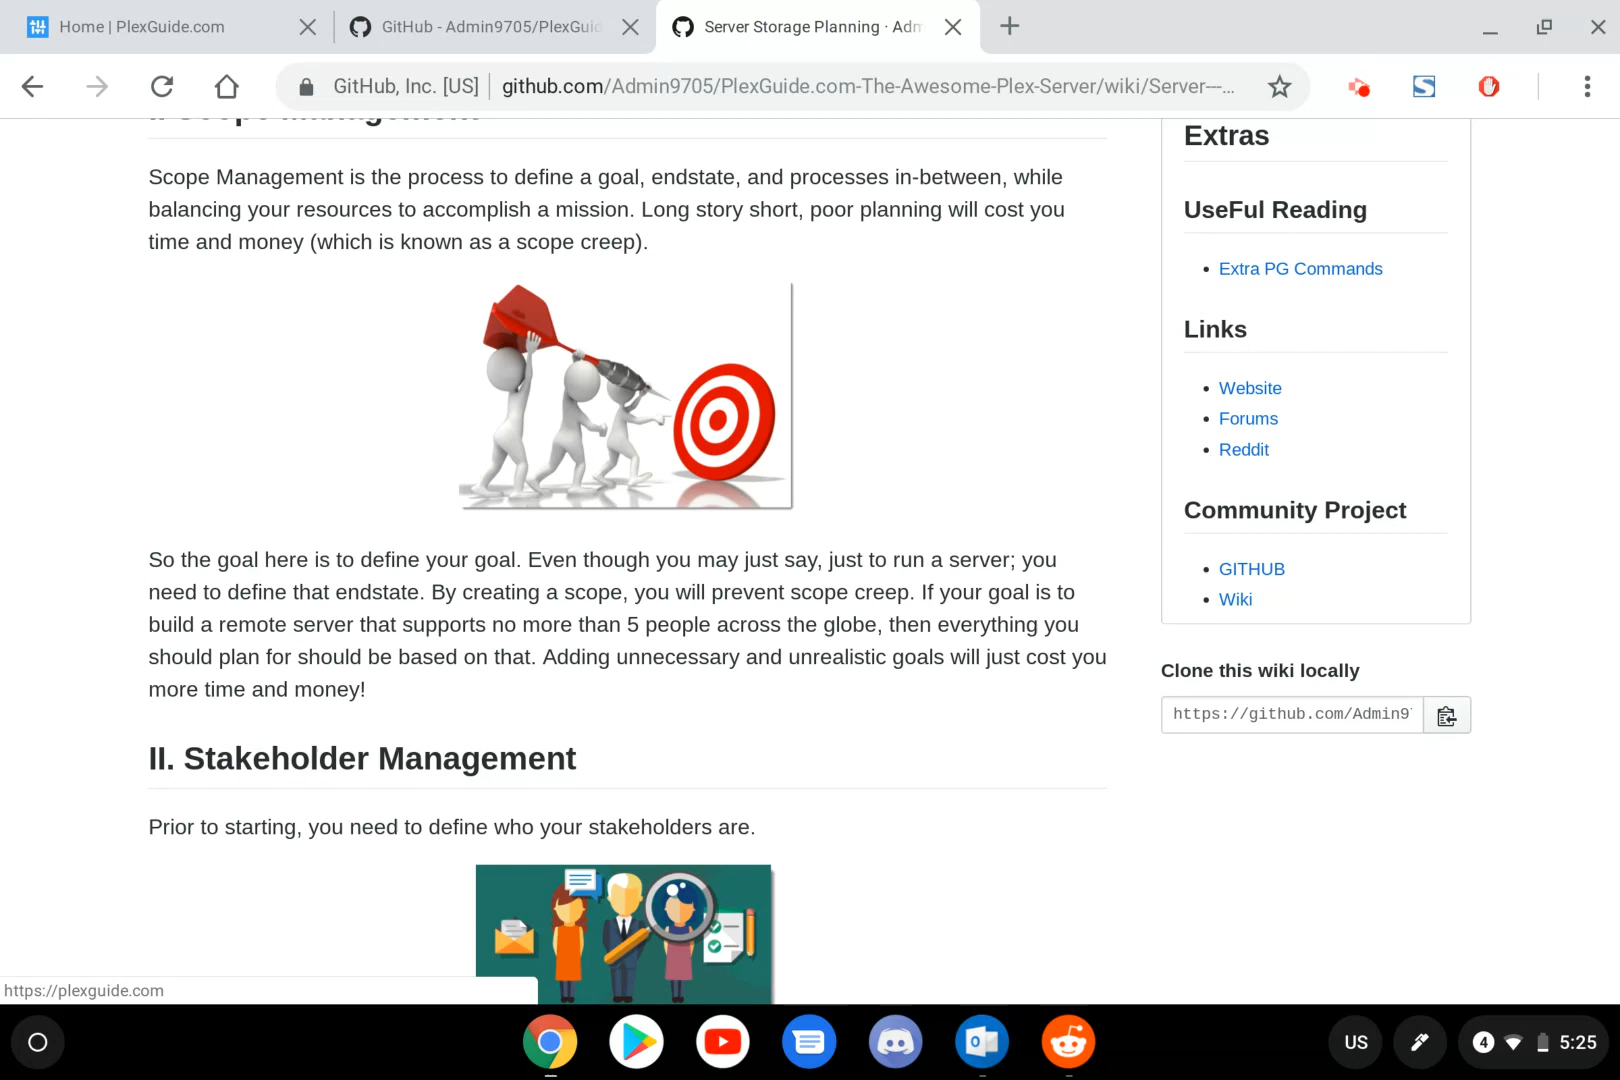 Home | PlexGuide.com
GitHub - Admin9705/PlexGuid
Server Storage Planning · Adm
GitHub, Inc. [US]
github.com/Admin9705/PlexGuide.com-The-Awesome-Plex-Server/wiki/Server---...
I. Scope Management
Scope Management is the process to define a goal, endstate, and processes in-between, while
balancing your resources to accomplish a mission. Long story short, poor planning will cost you
time and money (which is known as a scope creep).
So the goal here is to define your goal. Even though you may just say, just to run a server; you
need to define that endstate. By creating a scope, you will prevent scope creep. If your goal is to
build a remote server that supports no more than 5 people across the globe, then everything you
should plan for should be based on that. Adding unnecessary and unrealistic goals will just cost you
more time and money!
II. Stakeholder Management
Prior to starting, you need to define who your stakeholders are.
Extras
UseFul Reading
Extra PG Commands
Links
Website
Forums
Reddit
Community Project
GITHUB
Wiki
Clone this wiki locally
https://github.com/Admin9
https://plexguide.com
US
4
5:25